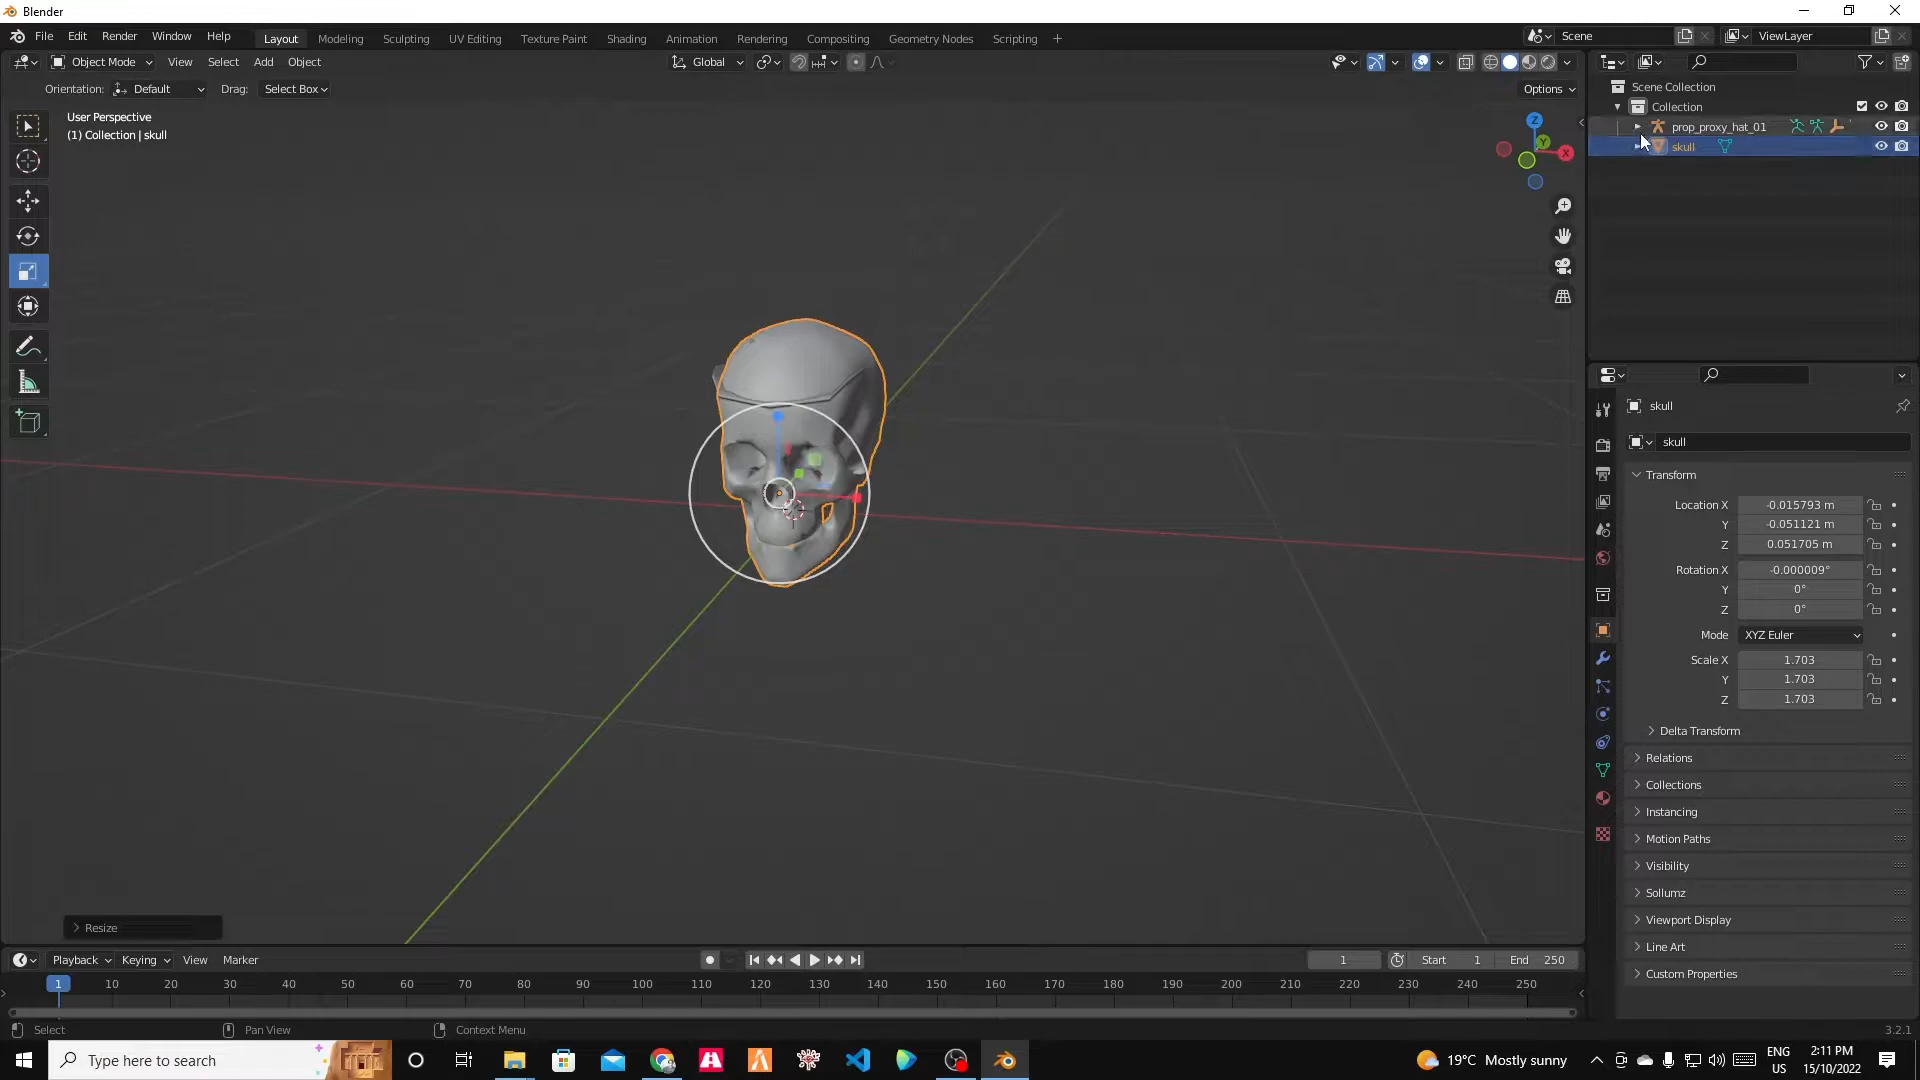 Blender
File Edit Render Window Help Layout Modeling Sculpting UV Editing Texture Paint Shading Animation Rendering Compositing Geometry Nodes Scripting + Scene ViewLayer
Object Mode View Select Add Object Global
Orientation: Default Drag: Select Box Options
User Perspective
(1) Collection | skull
Z
Y
X
Scene Collection
Collection
prop_proxy_hat_01
skull
skull
skull
Transform
Location X -0.015793 m
Y -0.051121 m
Z 0.051705 m
Rotation X -0.000009°
Y 0°
Z 0°
Mode XYZ Euler
Scale X 1.703
Y 1.703
Z 1.703
Delta Transform
Relations
Collections
Instancing
Motion Paths
Visibility
Sollumz
Viewport Display
Line Art
Custom Properties
Resize
Playback Keying View Marker 1 Start 1 End 250
1 10 20 30 40 50 60 70 80 90 100 110 120 130 140 150 160 170 180 190 200 210 220 230 240 250
Select Pan View Context Menu 3.2.1
Type here to search 19°C Mostly sunny ENG US 2:11 PM 15/10/2022